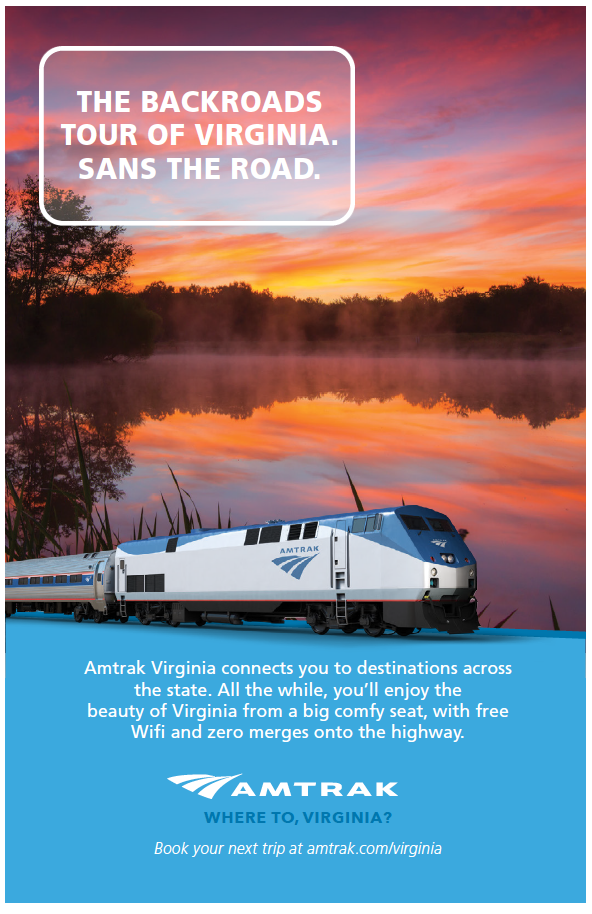 THE BACKROADS
TOUR OF VIRGINIA.
SANS THE ROAD.
AMTRAK
Amtrak Virginia connects you to destinations across
the state. All the while, you’ll enjoy the
beauty of Virginia from a big comfy seat, with free
Wifi and zero merges onto the highway.
AMTRAK
WHERE TO, VIRGINIA?
Book your next trip at amtrak.com/virginia